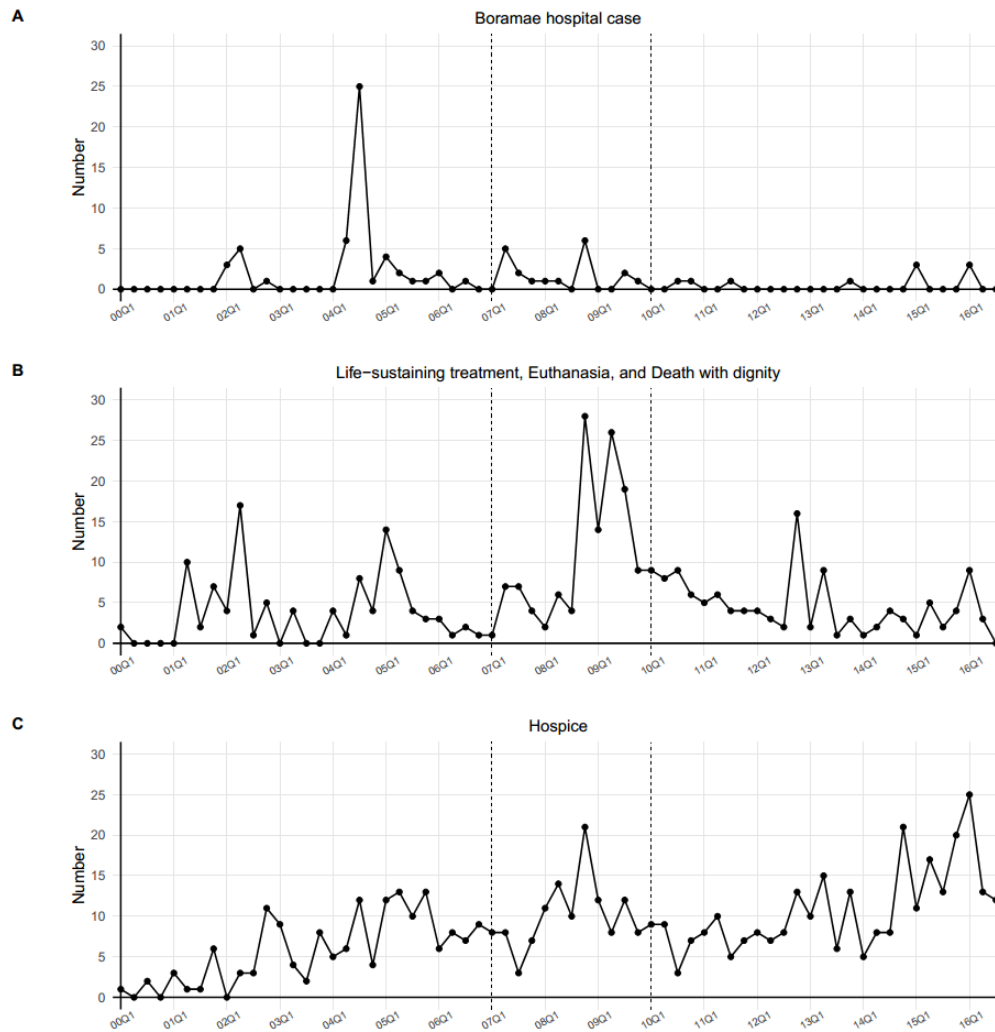 A
Boramae hospital case
30
25
20
15
10
5
0
Number
00Q1 01Q1 02Q1 03Q1 04Q1 05Q1 06Q1 07Q1 08Q1 09Q1 10Q1 11Q1 12Q1 13Q1 14Q1 15Q1 16Q1
B
Life−sustaining treatment, Euthanasia, and Death with dignity
30
25
20
15
10
5
0
Number
00Q1 01Q1 02Q1 03Q1 04Q1 05Q1 06Q1 07Q1 08Q1 09Q1 10Q1 11Q1 12Q1 13Q1 14Q1 15Q1 16Q1
C
Hospice
30
25
20
15
10
5
0
Number
00Q1 01Q1 02Q1 03Q1 04Q1 05Q1 06Q1 07Q1 08Q1 09Q1 10Q1 11Q1 12Q1 13Q1 14Q1 15Q1 16Q1